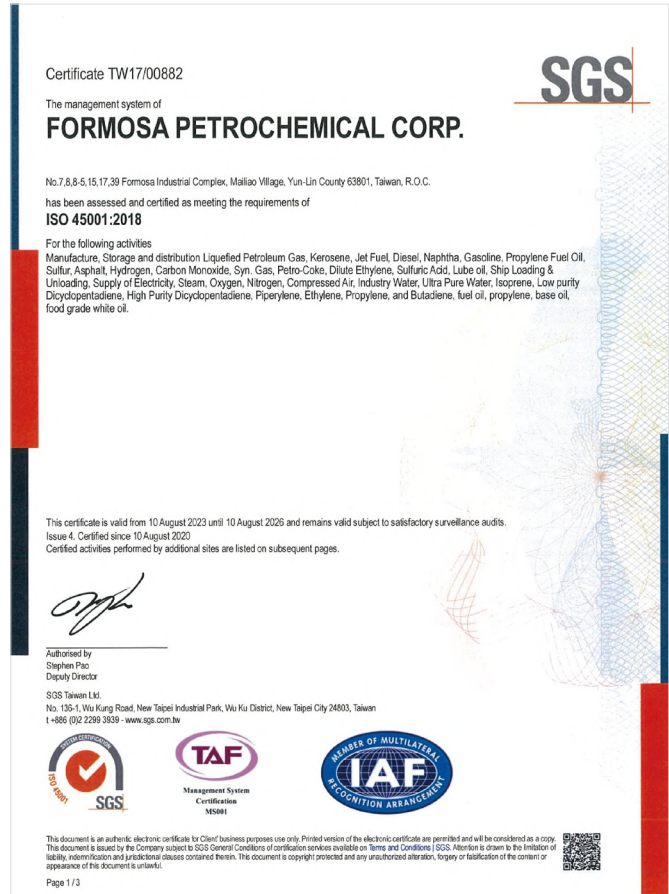 SGS
Certificate TW17/00882
The management system of
FORMOSA PETROCHEMICAL CORP.
No.7,8,8-5,15,17,39 Formosa Industrial Complex, Mailiao Village, Yun-Lin County 63801, Taiwan, R.O.C.
has been assessed and certified as meeting the requirements of
ISO 45001:2018
For the following activities
Manufacture, Storage and distribution Liquefied Petroleum Gas, Kerosene, Jet Fuel, Diesel, Naphtha, Gasoline, Propylene Fuel Oil,
Sulfur, Asphalt, Hydrogen, Carbon Monoxide, Syn. Gas, Petro-Coke, Dilute Ethylene, Sulfuric Acid, Lube oil, Ship Loading &
Unloading, Supply of Electricity, Steam, Oxygen, Nitrogen, Compressed Air, Industry Water, Ultra Pure Water, Isoprene, Low purity
Dicyclopentadiene, High Purity Dicyclopentadiene, Piperylene, Ethylene, Propylene, and Butadiene, fuel oil, propylene, base oil,
food grade white oil.
This certificate is valid from 10 August 2023 until 10 August 2026 and remains valid subject to satisfactory surveillance audits.
Issue 4. Certified since 10 August 2020
Certified activities performed by additional sites are listed on subsequent pages.
Authorised by
Stephen Pao
Deputy Director
SGS Taiwan Ltd.
No. 136-1, Wu Kung Road, New Taipei Industrial Park, Wu Ku District, New Taipei City 24803, Taiwan
t +886 (0)2 2299 3939 - www.sgs.com.tw
SYSTEM CERTIFICATION
ISO 45001
SGS
TAF
Management System
Certification
MS001
MEMBER OF MULTILATERAL
IAF
RECOGNITION ARRANGEMENT
This document is an authentic electronic certificate for Client' business purposes use only. Printed version of the electronic certificate are permitted and will be considered as a copy.
This document is issued by the Company subject to SGS General Conditions of certification services available on Terms and Conditions | SGS. Attention is drawn to the limitation of
liability, indemnification and jurisdictional clauses contained therein. This document is copyright protected and any unauthorized alteration, forgery or falsification of the content or
appearance of this document is unlawful.
Page 1 / 3